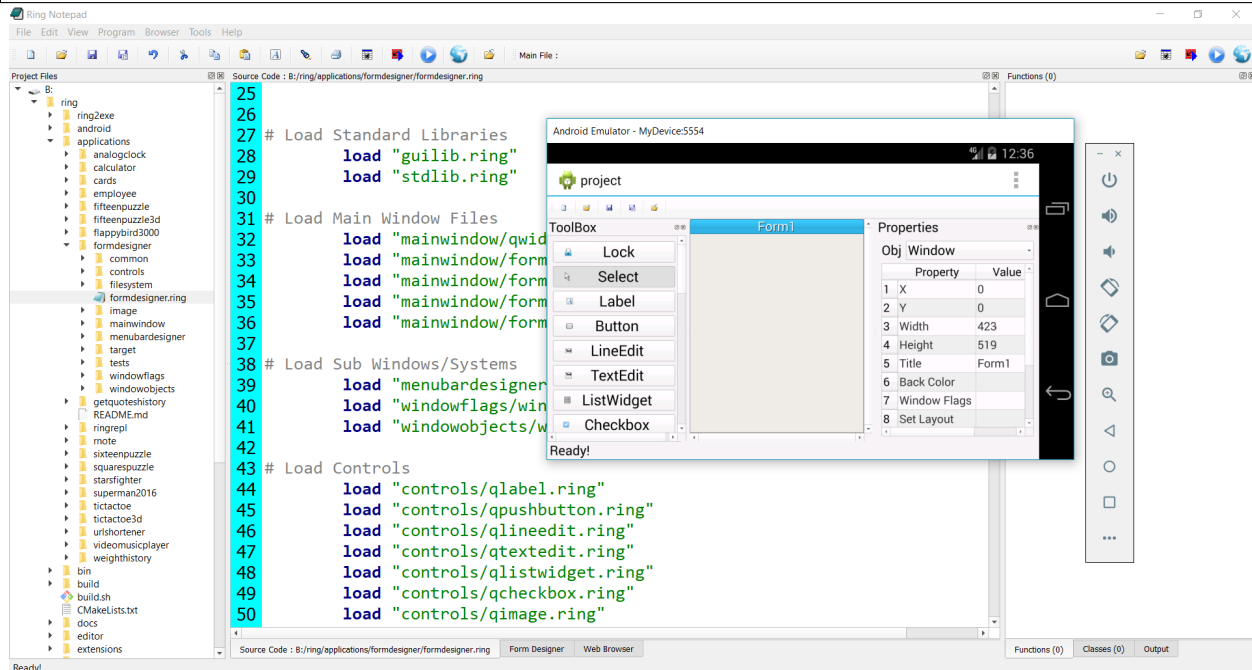 Ring Notepad
File Edit View Program Browser Tools Help
Main File :
Project Files
B:
ring
ring2exe
android
applications
analogclock
calculator
cards
employee
fifteenpuzzle
fifteenpuzzle3d
flappybird3000
formdesigner
common
controls
filesystem
formdesigner.ring
image
mainwindow
menubardesigner
target
tests
windowflags
windowobjects
getquoteshistory
README.md
ringrepl
rnote
sixteenpuzzle
squarespuzzle
starsfighter
superman2016
tictactoe
tictactoe3d
urlshortener
videomusicplayer
weighthistory
bin
build
build.sh
CMakeLists.txt
docs
editor
extensions
Source Code : B:/ring/applications/formdesigner/formdesigner.ring
25
26
27 # Load Standard Libraries
28 load "guilib.ring"
29 load "stdlib.ring"
30
31 # Load Main Window Files
32 load "mainwindow/qwid
33 load "mainwindow/form
34 load "mainwindow/form
35 load "mainwindow/form
36 load "mainwindow/form
37
38 # Load Sub Windows/Systems
39 load "menubardesigner
40 load "windowflags/win
41 load "windowobjects/w
42
43 # Load Controls
44 load "controls/qlabel.ring"
45 load "controls/qpushbutton.ring"
46 load "controls/qlineedit.ring"
47 load "controls/qtextedit.ring"
48 load "controls/qlistwidget.ring"
49 load "controls/qcheckbox.ring"
50 load "controls/qimage.ring"
Android Emulator - MyDevice:5554
4G 12:36
project
ToolBox
Lock
Select
Label
Button
LineEdit
TextEdit
ListWidget
Checkbox
Ready!
Form1
Properties
Obj Window
Property Value
1 X 0
2 Y 0
3 Width 423
4 Height 519
5 Title Form1
6 Back Color
7 Window Flags
8 Set Layout
Functions (0)
Source Code : B:/ring/applications/formdesigner/formdesigner.ring Form Designer Web Browser
Functions (0) Classes (0) Output
Ready!